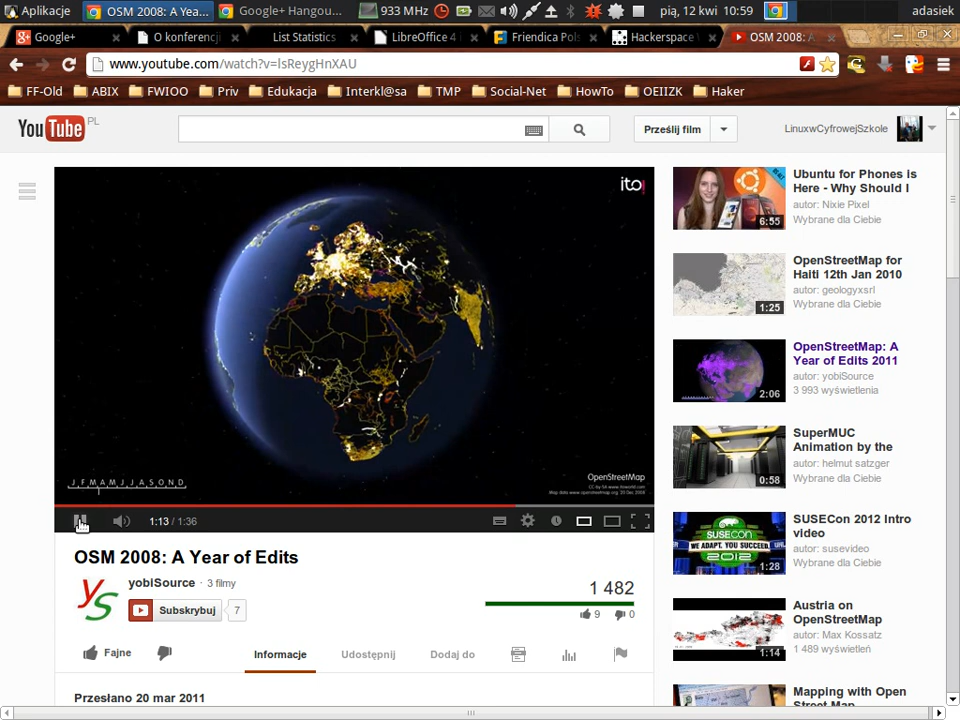 Aplikacje
OSM 2008: A Yea...
Google+ Hangou...
933 MHz
pią, 12 kwi 10:59
adasiek
Google+
O konferencji
List Statistics
LibreOffice 4
Friendica Pols
Hackerspace
OSM 2008: A
www.youtube.com/watch?v=lsReygHnXAU
FF-Old
ABIX
FWIOO
Priv
Edukacja
Interkl@sa
TMP
Social-Net
HowTo
OEIIZK
Haker
YouTube PL
Prześlij film
LinuxwCyfrowejSzkole
ito!
J F M A M J J A S O N D
OpenStreetMap
1:13 / 1:36
OSM 2008: A Year of Edits
yobiSource · 3 filmy
YS
Subskrybuj
7
1 482
9
0
Fajne
Informacje
Udostępnij
Dodaj do
Przesłano 20 mar 2011
6:55
Ubuntu for Phones is
Here - Why Should I
autor: Nixie Pixel
Wybrane dla Ciebie
1:25
OpenStreetMap for
Haiti 12th Jan 2010
autor: geologyxsrl
Wybrane dla Ciebie
2:06
OpenStreetMap: A
Year of Edits 2011
autor: yobiSource
3 993 wyświetlenia
0:58
SuperMUC
Animation by the
autor: helmut satzger
Wybrane dla Ciebie
SUSECon
WE ADAPT. YOU SUCCEED.
2012
1:28
SUSECon 2012 Intro
video
autor: susevideo
Wybrane dla Ciebie
1:14
Austria on
OpenStreetMap
autor: Max Kossatz
1 489 wyświetleń
Mapping with Open
Street Map